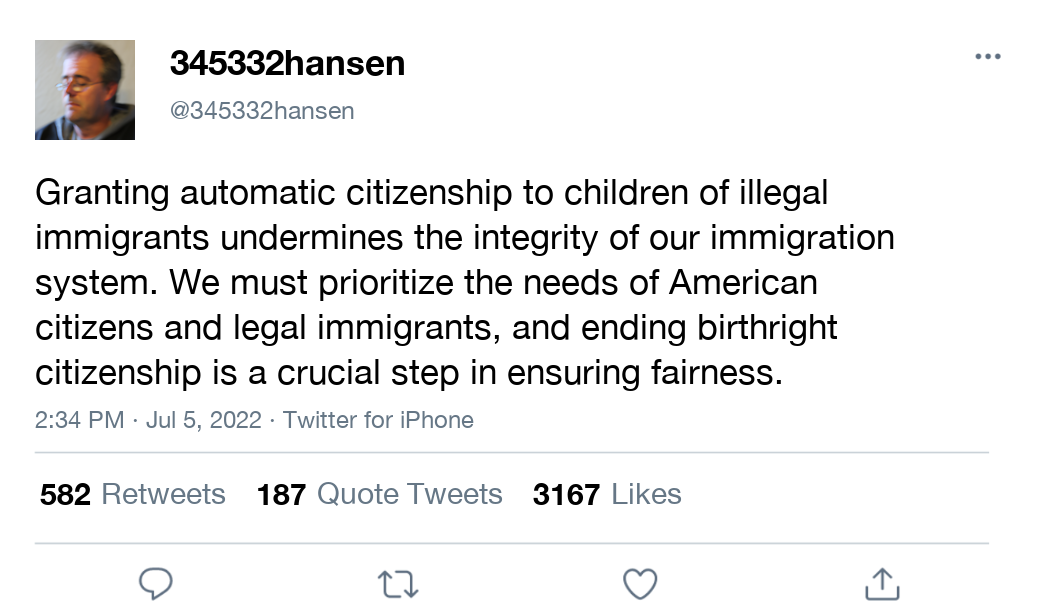 345332hansen
@345332hansen
Granting automatic citizenship to children of illegal
immigrants undermines the integrity of our immigration
system. We must prioritize the needs of American
citizens and legal immigrants, and ending birthright
citizenship is a crucial step in ensuring fairness.
2:34 PM · Jul 5, 2022 · Twitter for iPhone
582 Retweets 187 Quote Tweets 3167 Likes